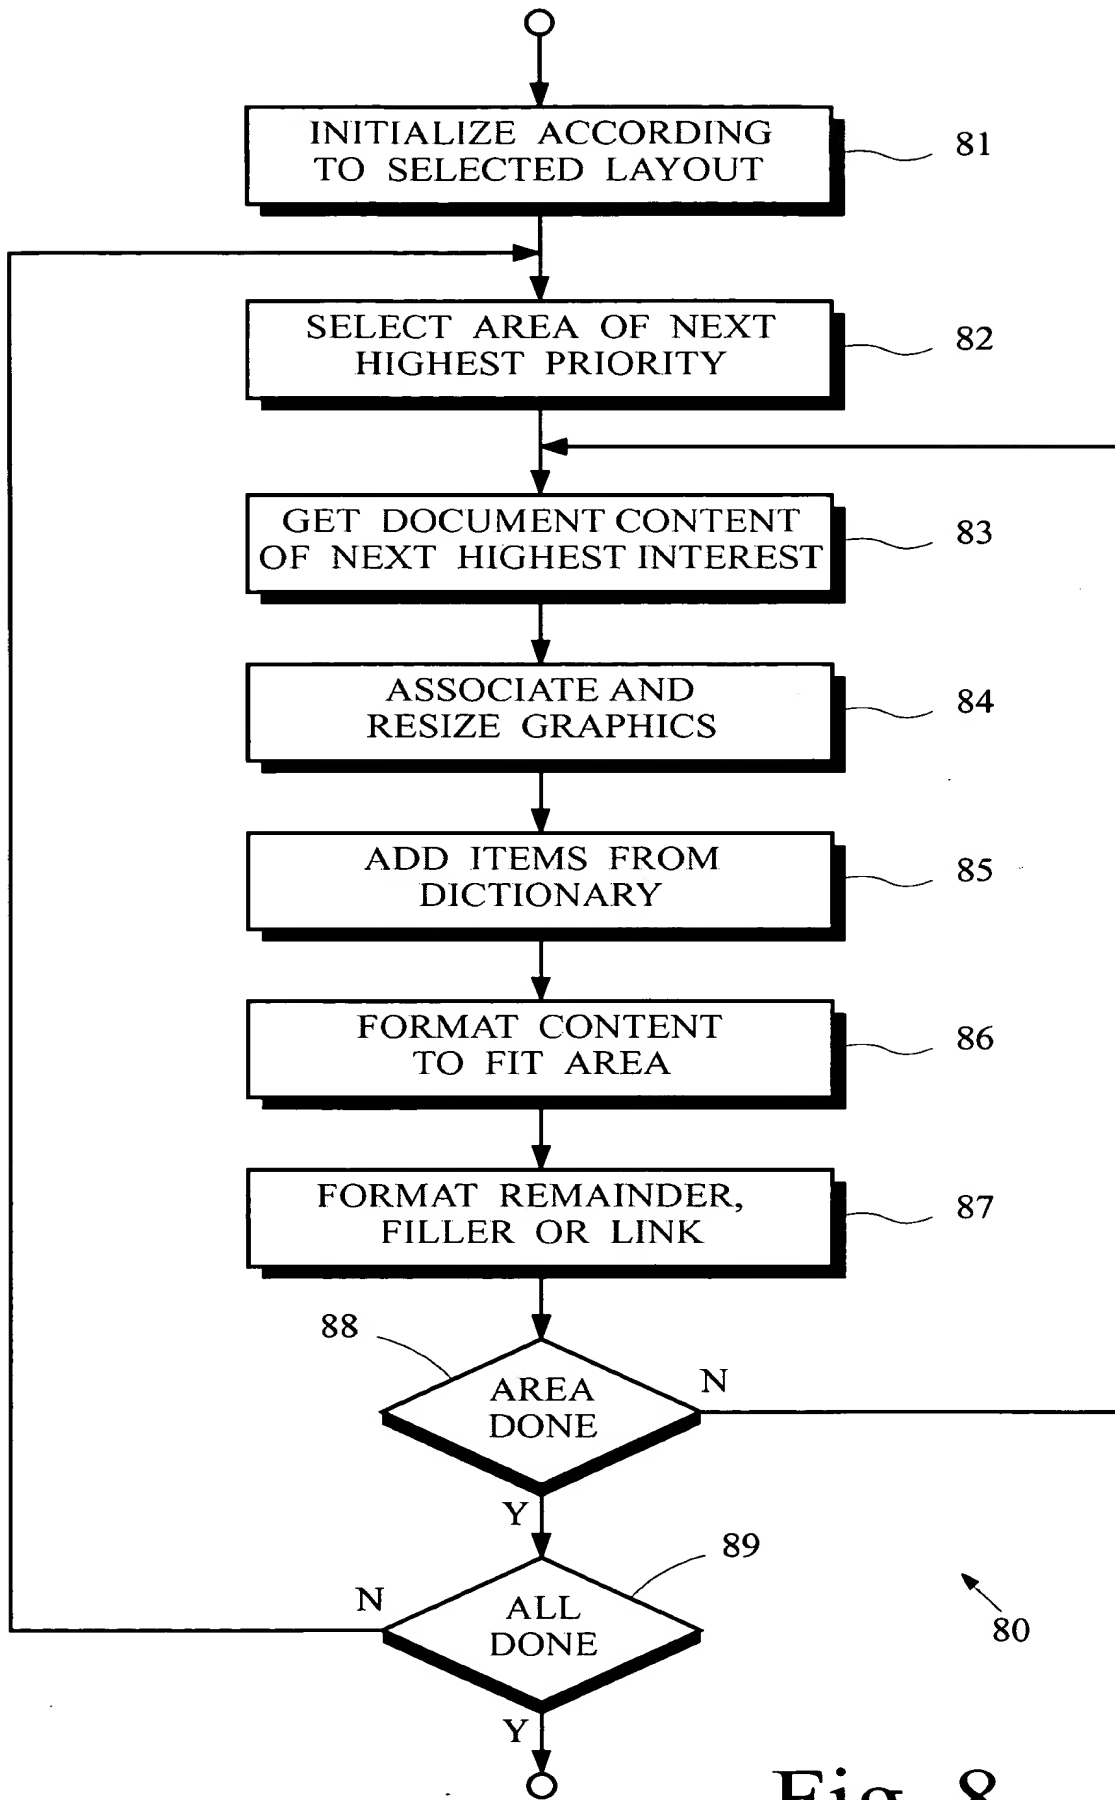 INITIALIZE ACCORDING
TO SELECTED LAYOUT
81
SELECT AREA OF NEXT
HIGHEST PRIORITY
82
GET DOCUMENT CONTENT
OF NEXT HIGHEST INTEREST
83
ASSOCIATE AND
RESIZE GRAPHICS
84
ADD ITEMS FROM
DICTIONARY
85
FORMAT CONTENT
TO FIT AREA
86
FORMAT REMAINDER,
FILLER OR LINK
87
88
AREA
DONE
N
Y
89
ALL
DONE
N
80
Y
Fig. 8